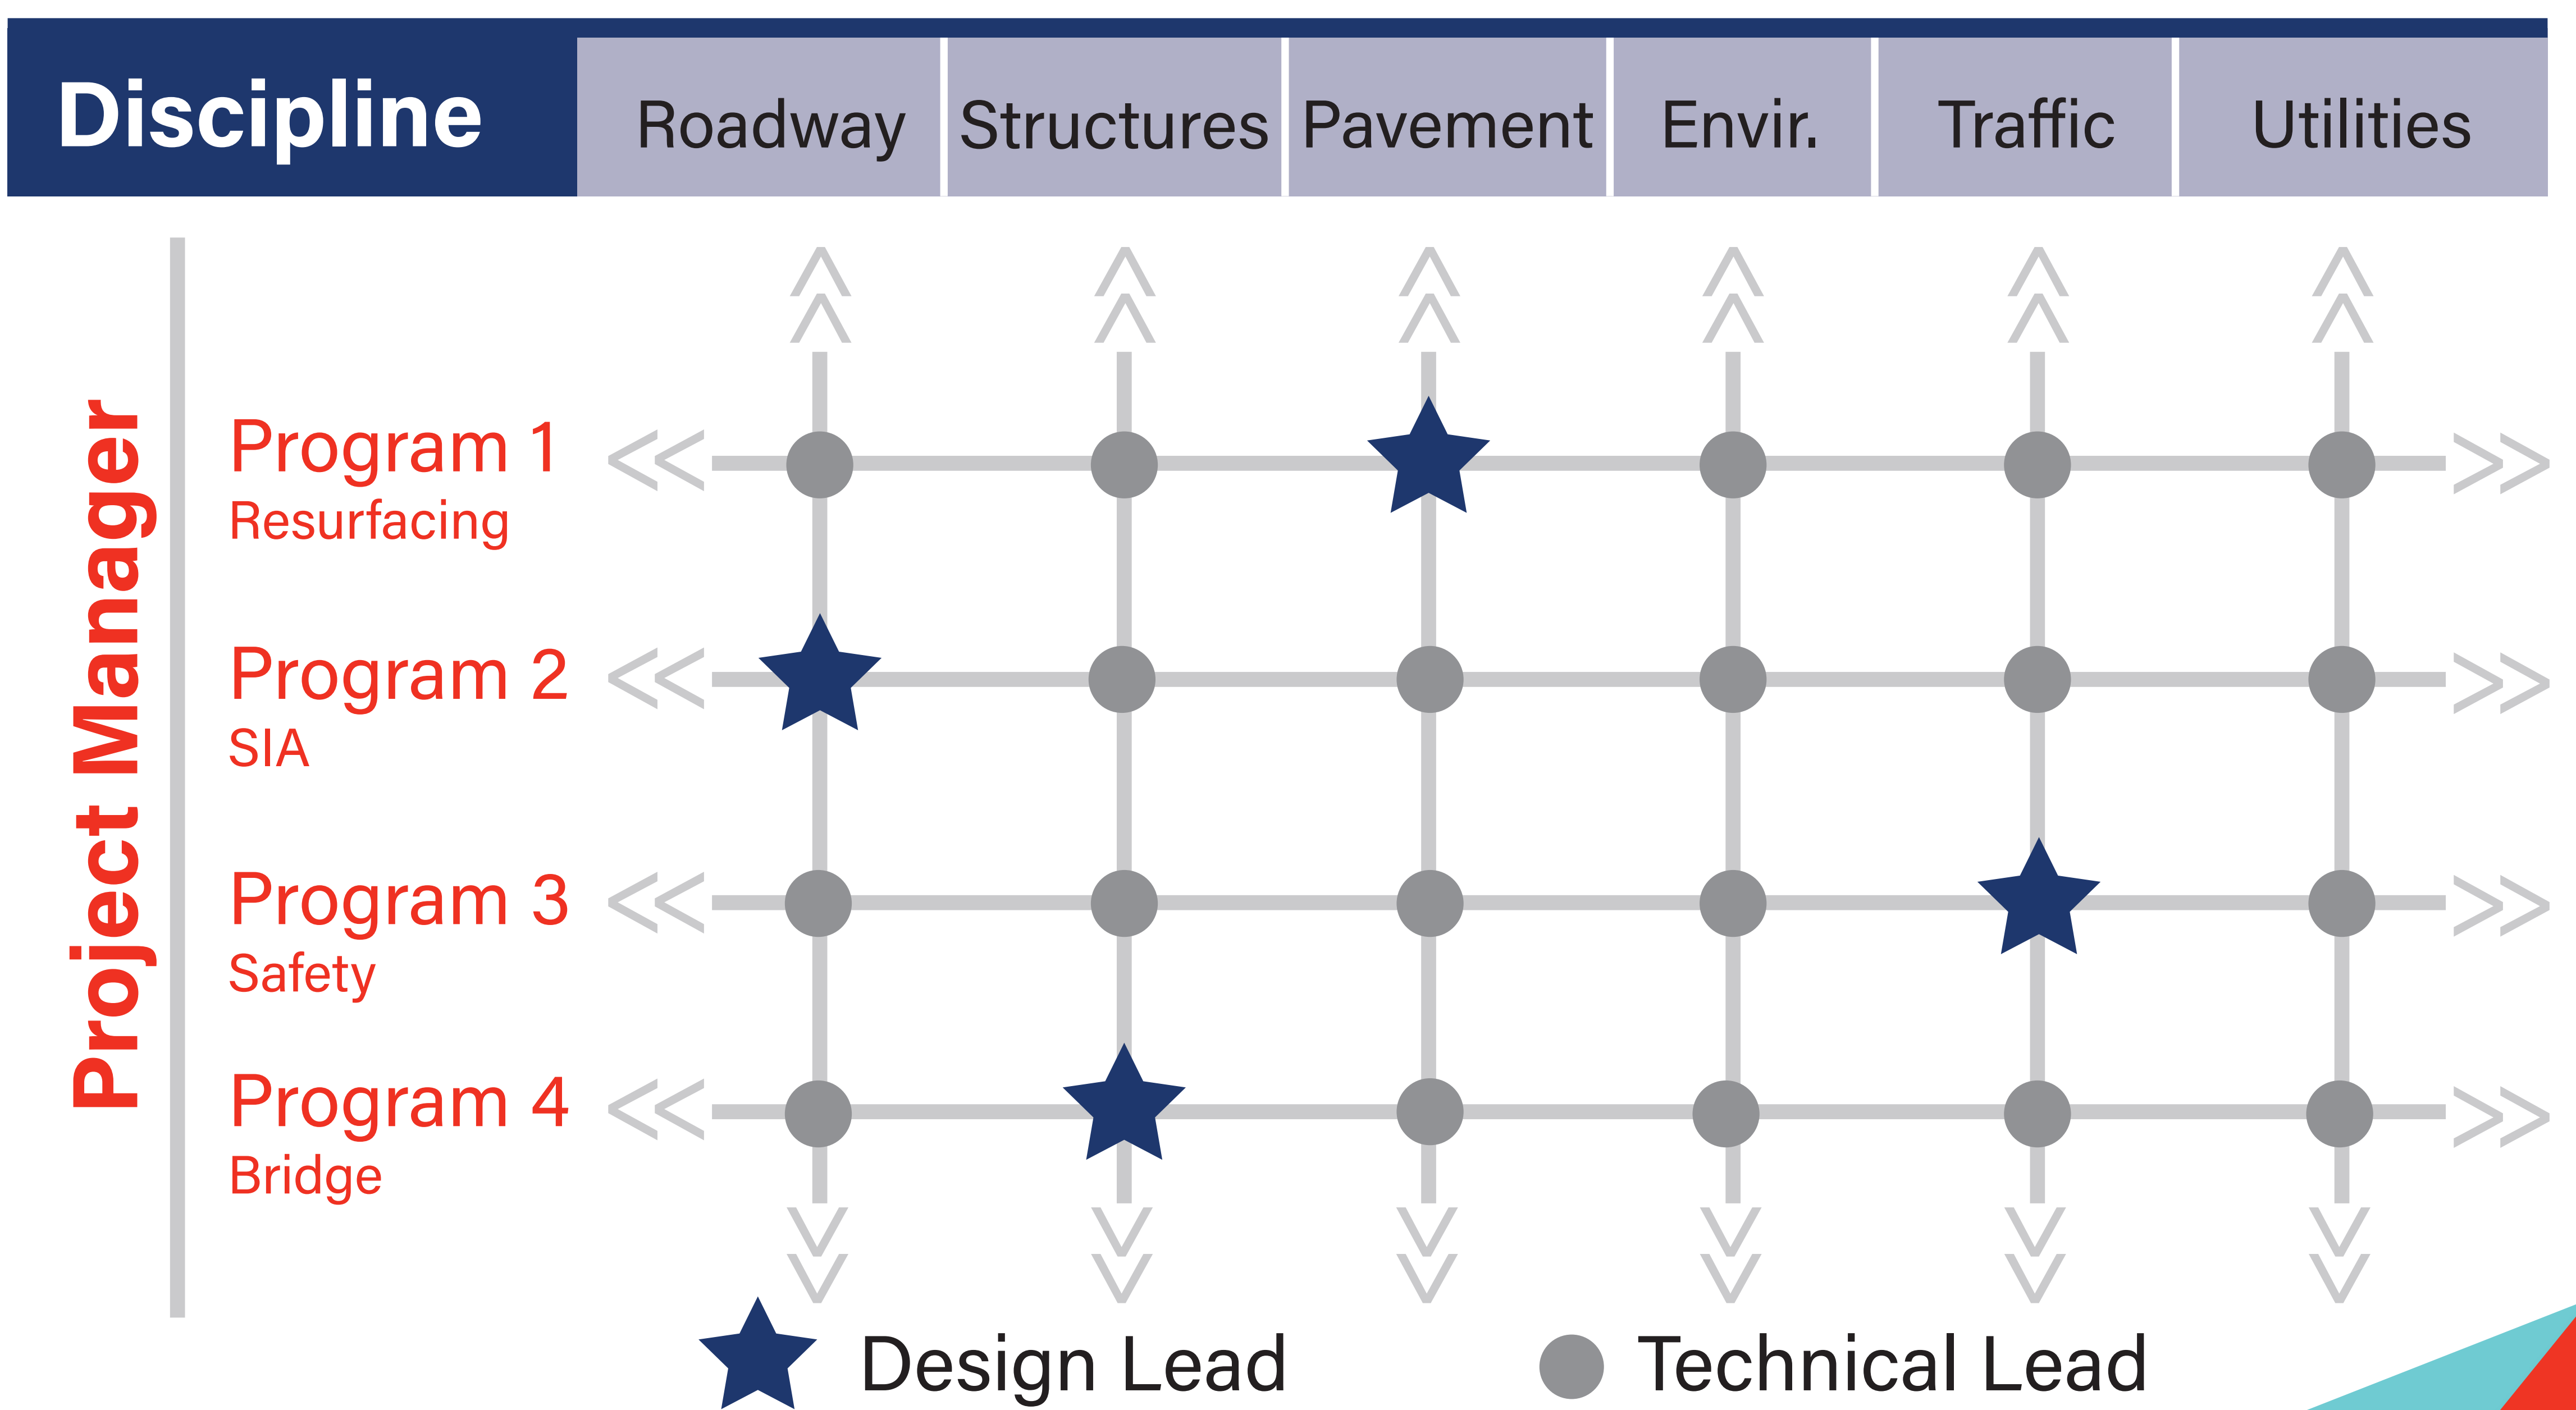 Discipline Roadway Structures Pavement Envir. Traffic Utilities
Project Manager
Program 1
Resurfacing
Program 2
SIA
Program 3
Safety
Program 4
Bridge
Design Lead Technical Lead